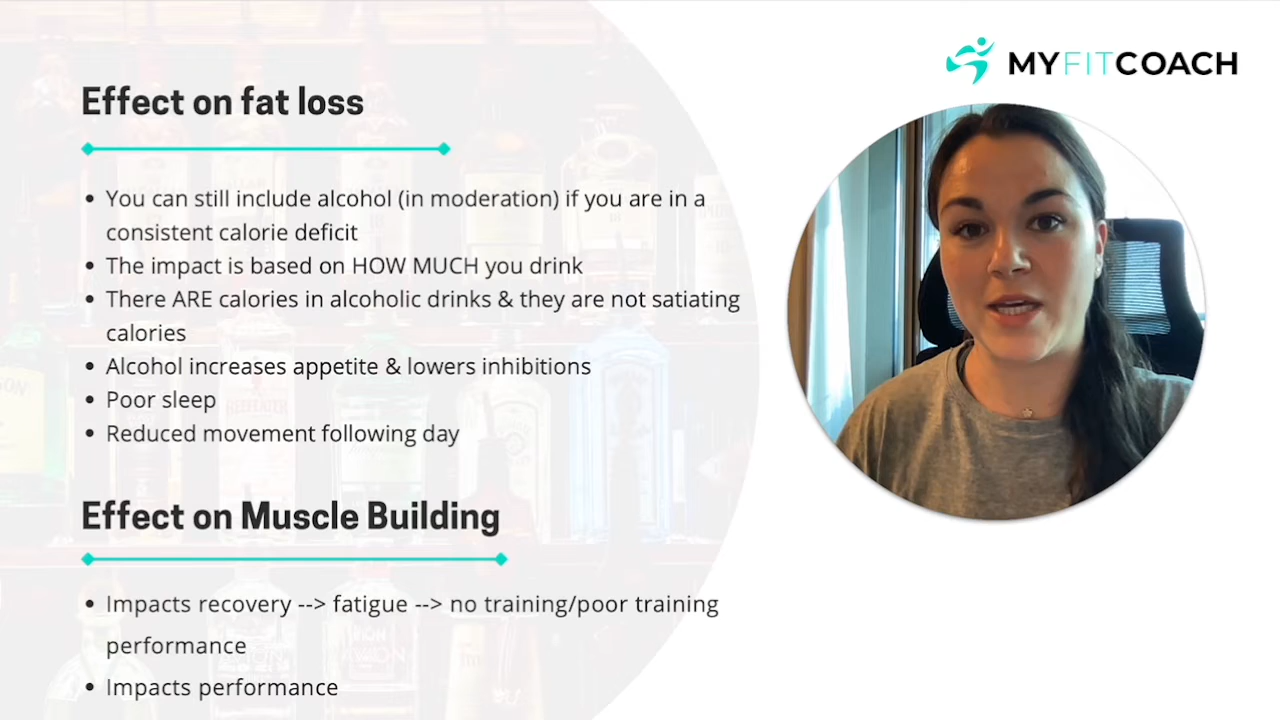 MYFITCOACH
Effect on fat loss
• You can still include alcohol (in moderation) if you are in a
consistent calorie deficit
• The impact is based on HOW MUCH you drink
• There ARE calories in alcoholic drinks & they are not satiating
calories
• Alcohol increases appetite & lowers inhibitions
• Poor sleep
• Reduced movement following day
Effect on Muscle Building
• Impacts recovery --> fatigue --> no training/poor training
performance
• Impacts performance
BEEFEATER